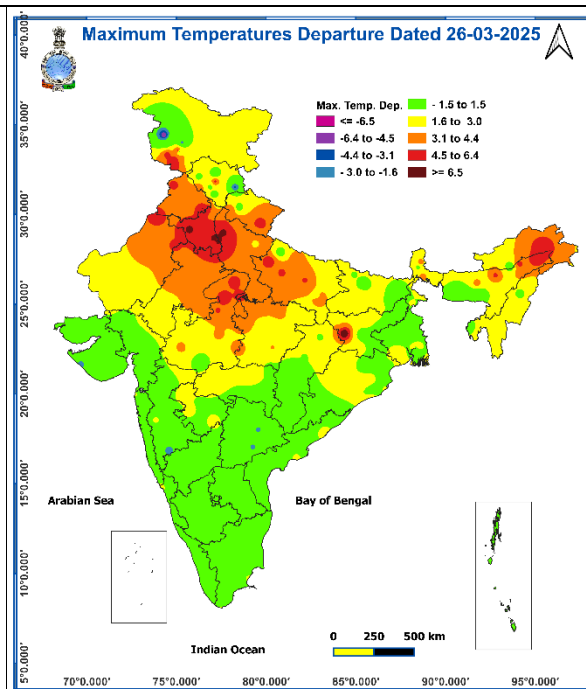 Maximum Temperatures Departure Dated 26-03-2025
Max. Temp. Dep.
<= -6.5
-6.4 to -4.5
-4.4 to -3.1
- 3.0 to -1.6
- 1.5 to 1.5
1.6 to 3.0
3.1 to 4.4
4.5 to 6.4
>= 6.5
40°0.000'
35°0.000'
30°0.000'
25°0.000'
20°0.000'
15°0.000'
10°0.000'
5°0.000'
Arabian Sea
Bay of Bengal
Indian Ocean
0 250 500 km
70°0.000' 75°0.000' 80°0.000' 85°0.000' 90°0.000' 95°0.000'